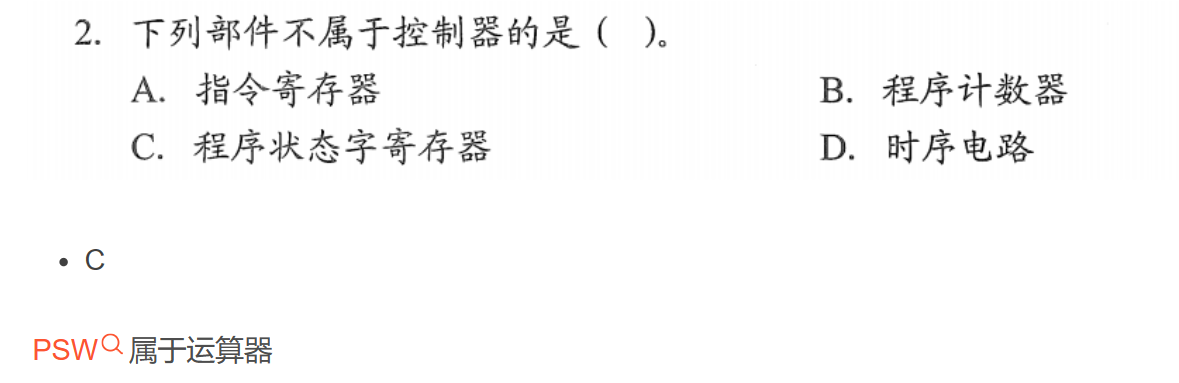 2. 下列部件不属于控制器的是（ ）。
A. 指令寄存器 B. 程序计数器
C. 程序状态字寄存器 D. 时序电路
• C
PSW 属于运算器